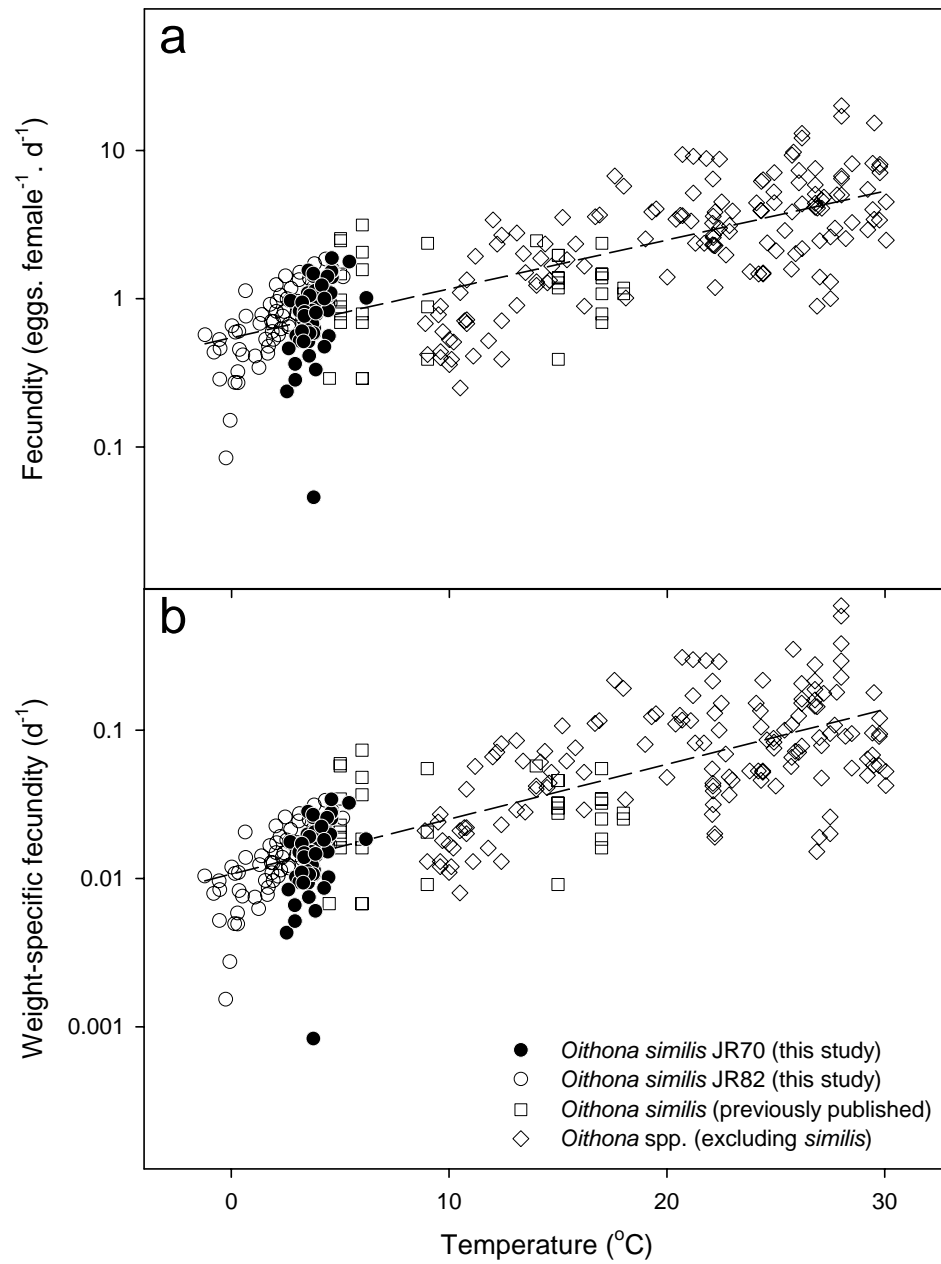 a
Fecundity (eggs. female⁻¹. d⁻¹)
10
1
0.1
b
Weight-specific fecundity (d⁻¹)
0.1
0.01
0.001
Oithona similis JR70 (this study)
Oithona similis JR82 (this study)
Oithona similis (previously published)
Oithona spp. (excluding similis)
0 10 20 30
Temperature (°C)